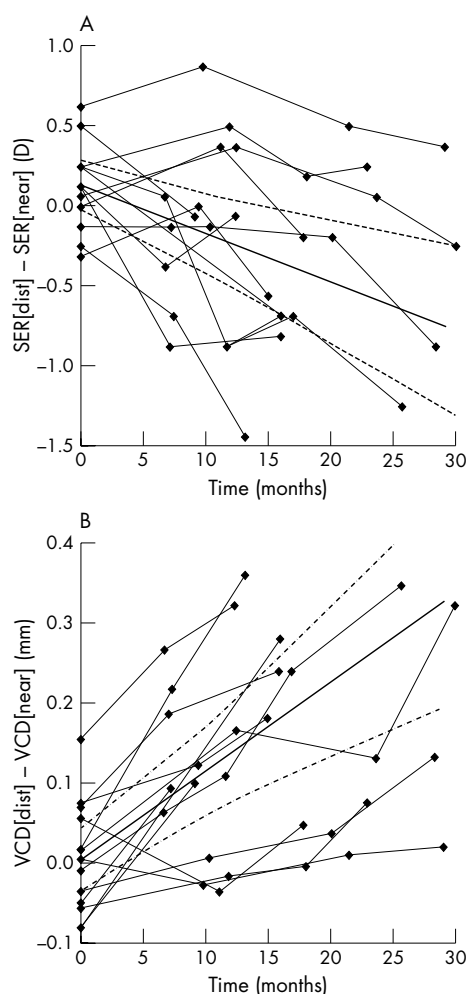 A
1.0
0.5
0.0
–0.5
–1.0
–1.5
SER[dist] – SER[near] (D)
0 5 10 15 20 25 30
Time (months)
B
0.4
0.3
0.2
0.1
0.0
–0.1
VCD[dist] – VCD[near] (mm)
0 5 10 15 20 25 30
Time (months)